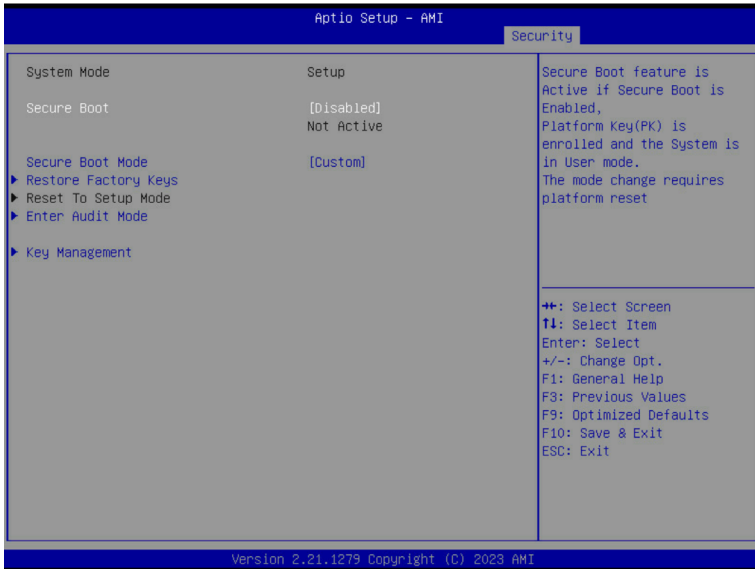 Aptio Setup – AMI
Security
System Mode Setup
Secure Boot [Disabled]
Not Active
Secure Boot Mode [Custom]
▶ Restore Factory Keys
▶ Reset To Setup Mode
▶ Enter Audit Mode
▶ Key Management
Secure Boot feature is
Active if Secure Boot is
Enabled,
Platform Key(PK) is
enrolled and the System is
in User mode.
The mode change requires
platform reset
→←: Select Screen
↑↓: Select Item
Enter: Select
+/-: Change Opt.
F1: General Help
F3: Previous Values
F9: Optimized Defaults
F10: Save & Exit
ESC: Exit
Version 2.21.1279 Copyright (C) 2023 AMI